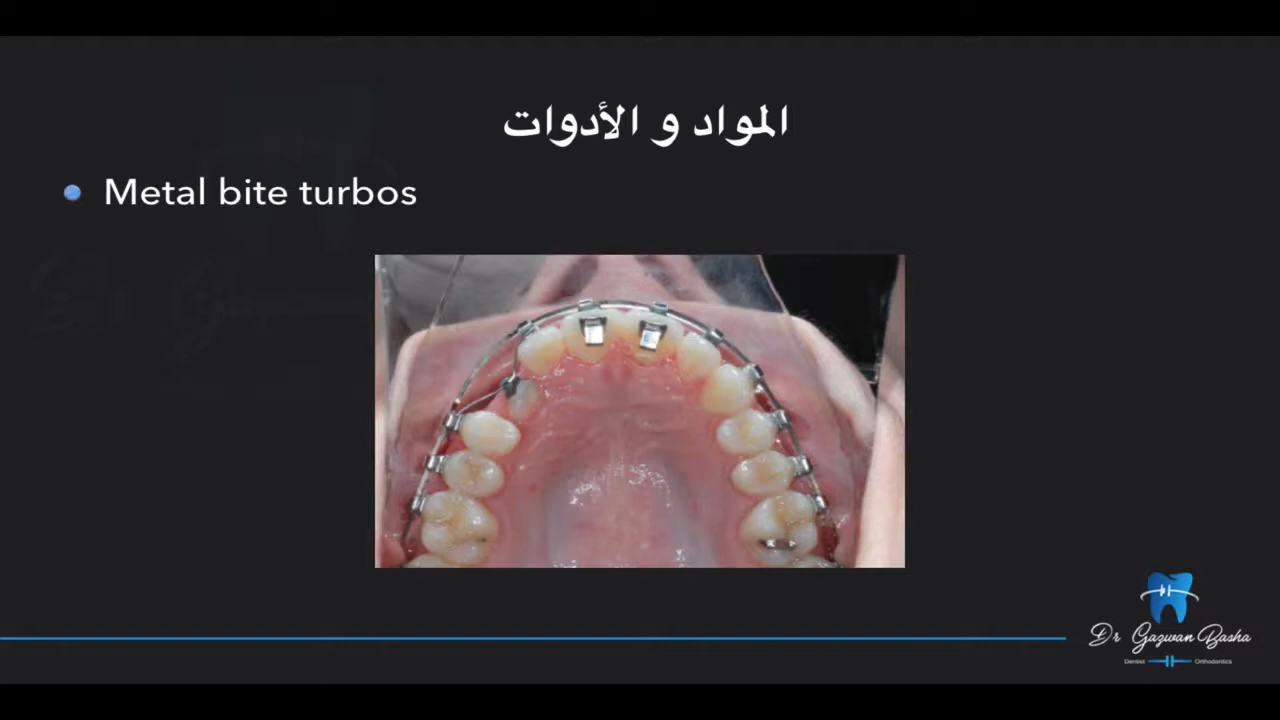 المواد و الأدوات
Metal bite turbos
Dr Gazwan Basha
Dentist Orthodontics